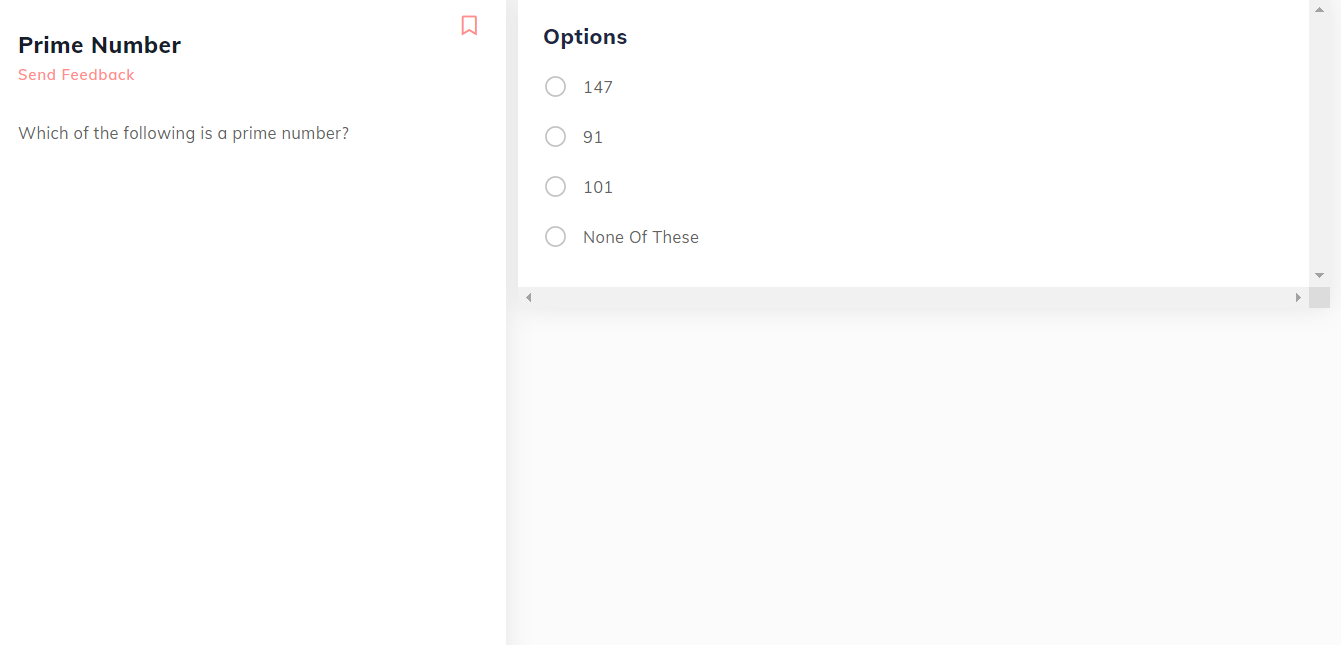 Prime Number
Send Feedback
Which of the following is a prime number?
Options
147
91
101
None Of These